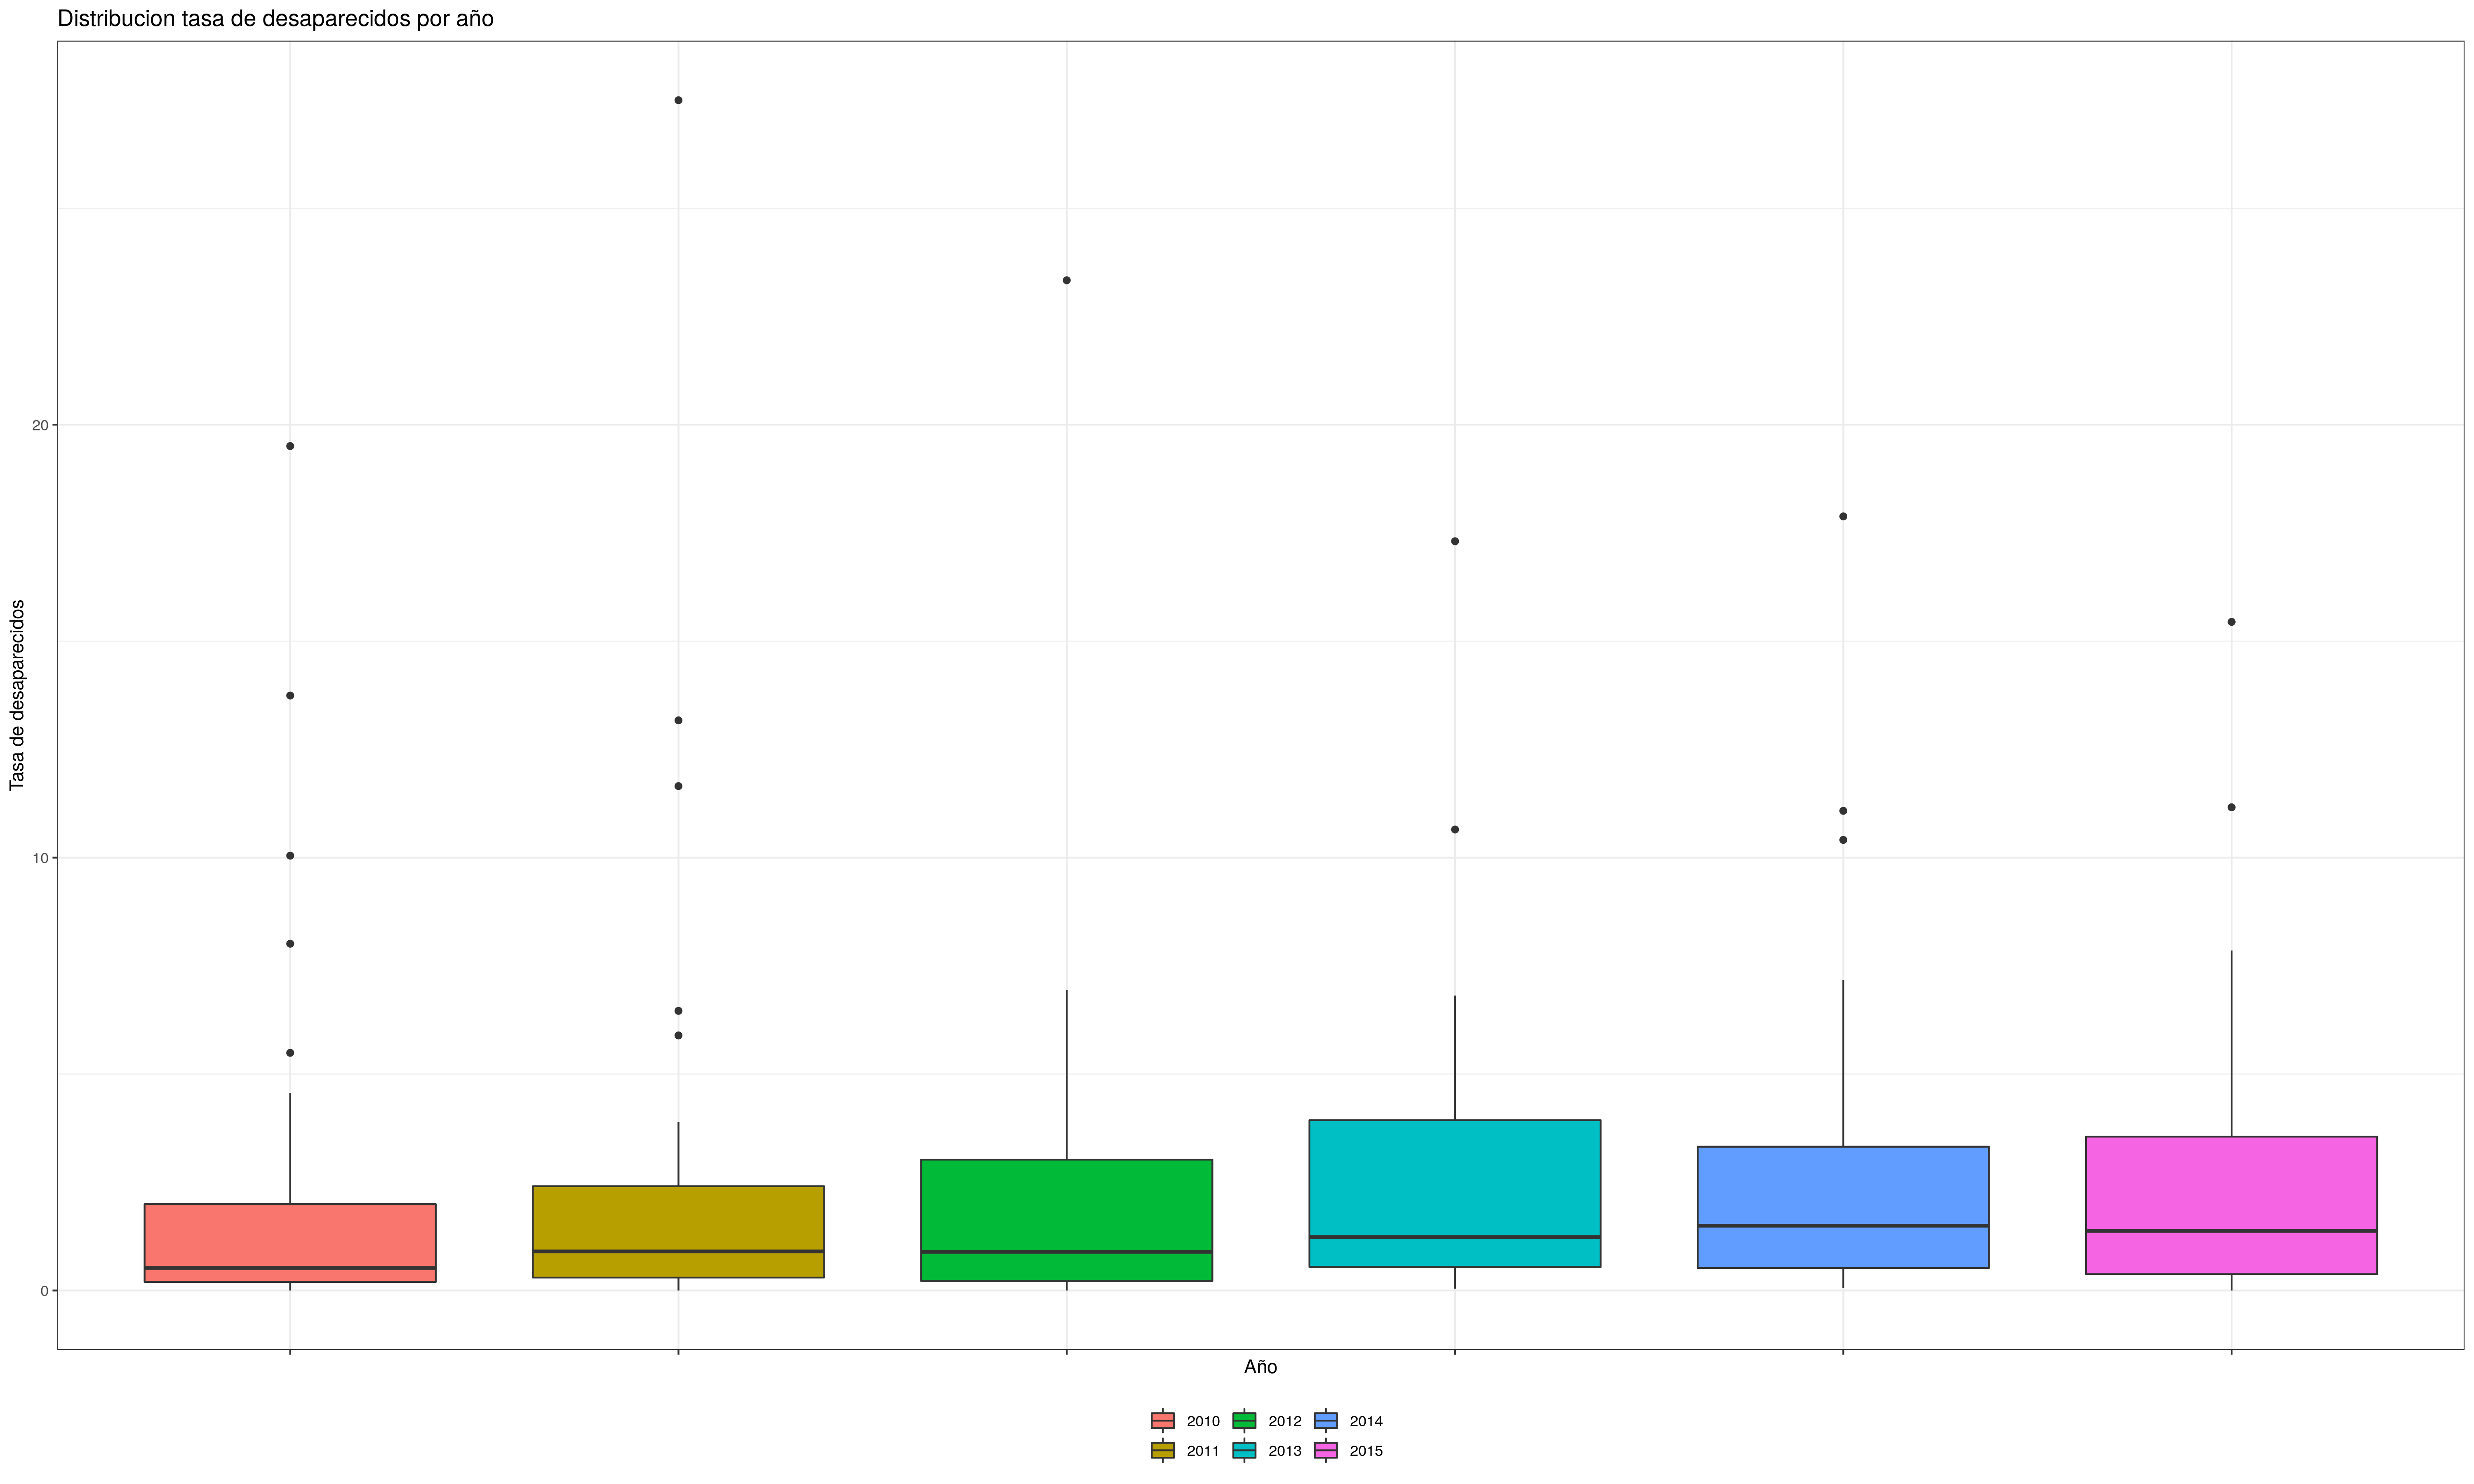 Distribucion tasa de desaparecidos por año
Tasa de desaparecidos
20
10
0
Año
2010 2012 2014
2011 2013 2015